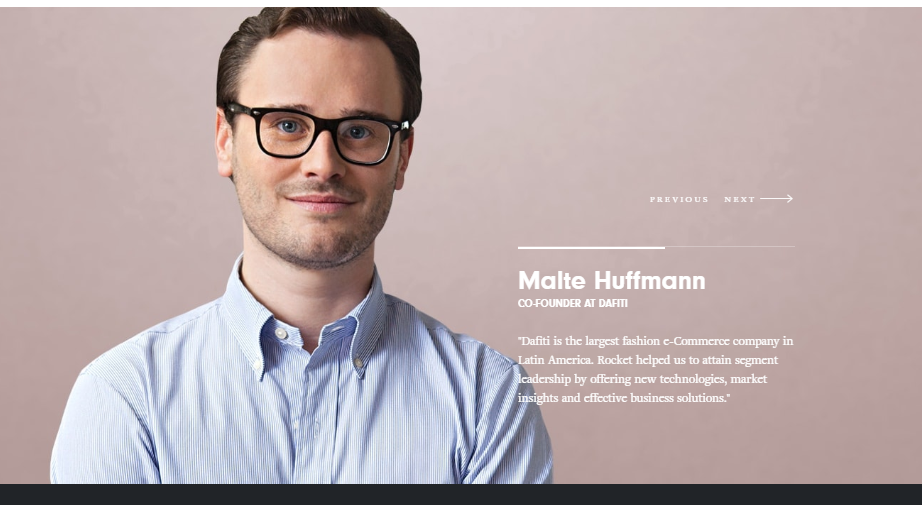 PREVIOUS NEXT
Malte Huffmann
CO-FOUNDER AT DAFITI
"Dafiti is the largest fashion e-Commerce company in
Latin America. Rocket helped us to attain segment
leadership by offering new technologies, market
insights and effective business solutions."